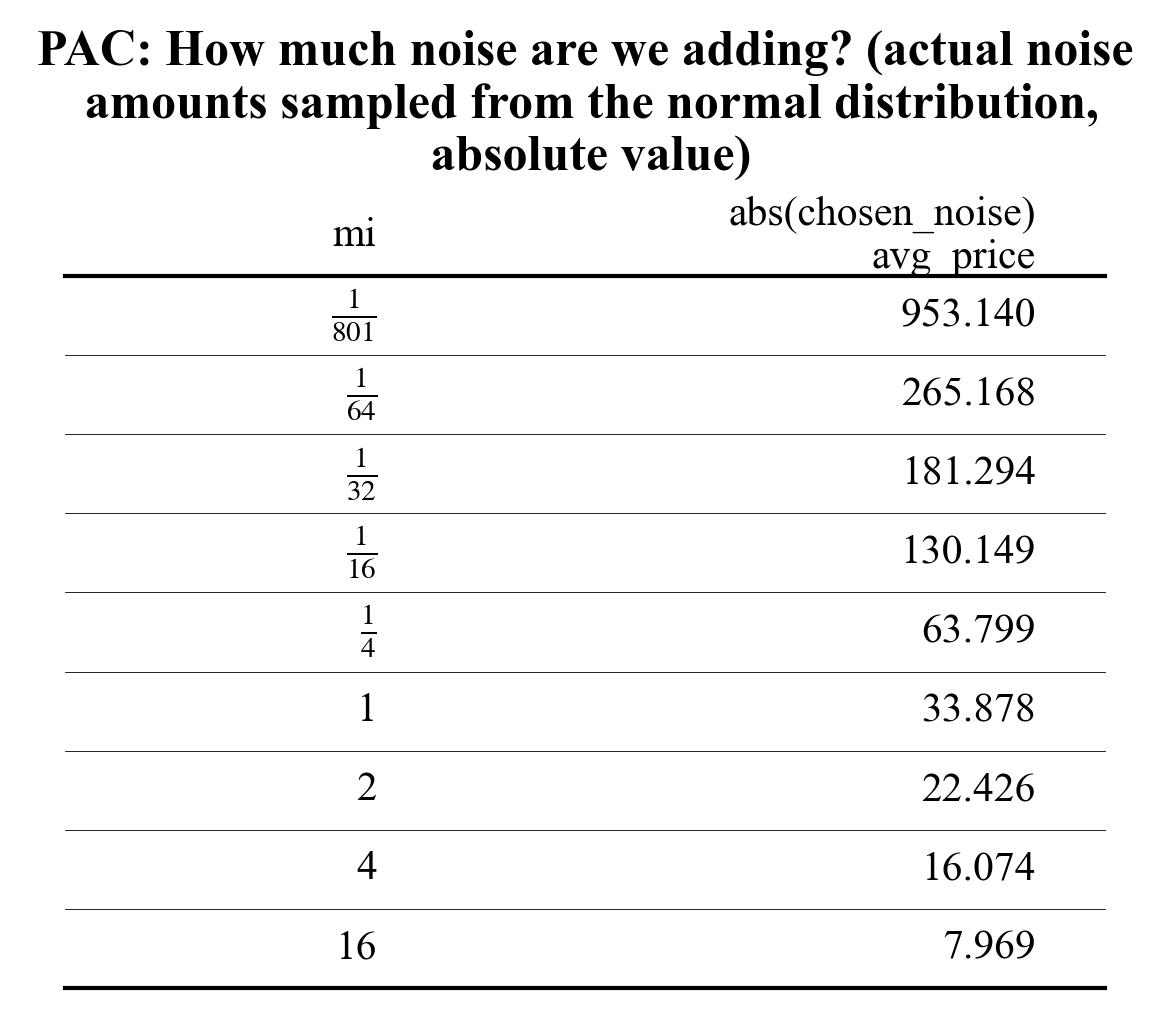 PAC: How much noise are we adding? (actual noise
amounts sampled from the normal distribution,
absolute value)
mi abs(chosen_noise)
avg_price
1/801 953.140
1/64 265.168
1/32 181.294
1/16 130.149
1/4 63.799
1 33.878
2 22.426
4 16.074
16 7.969